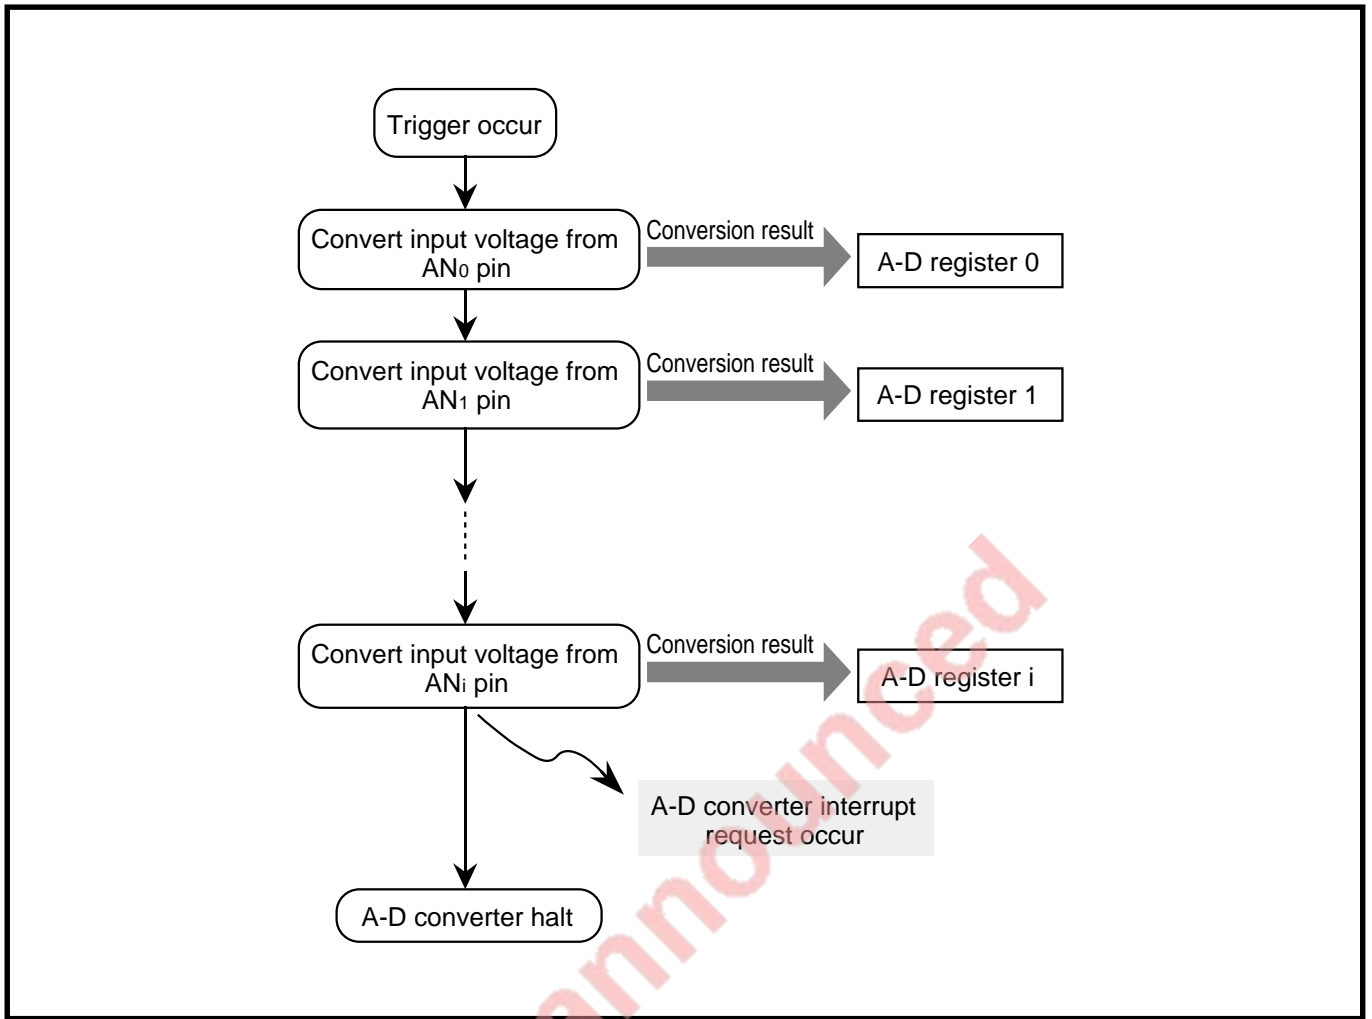 Trigger occur
Convert input voltage from
AN0 pin
Conversion result
A-D register 0
Convert input voltage from
AN1 pin
Conversion result
A-D register 1
Convert input voltage from
ANi pin
Conversion result
A-D register i
A-D converter interrupt
request occur
A-D converter halt
announced